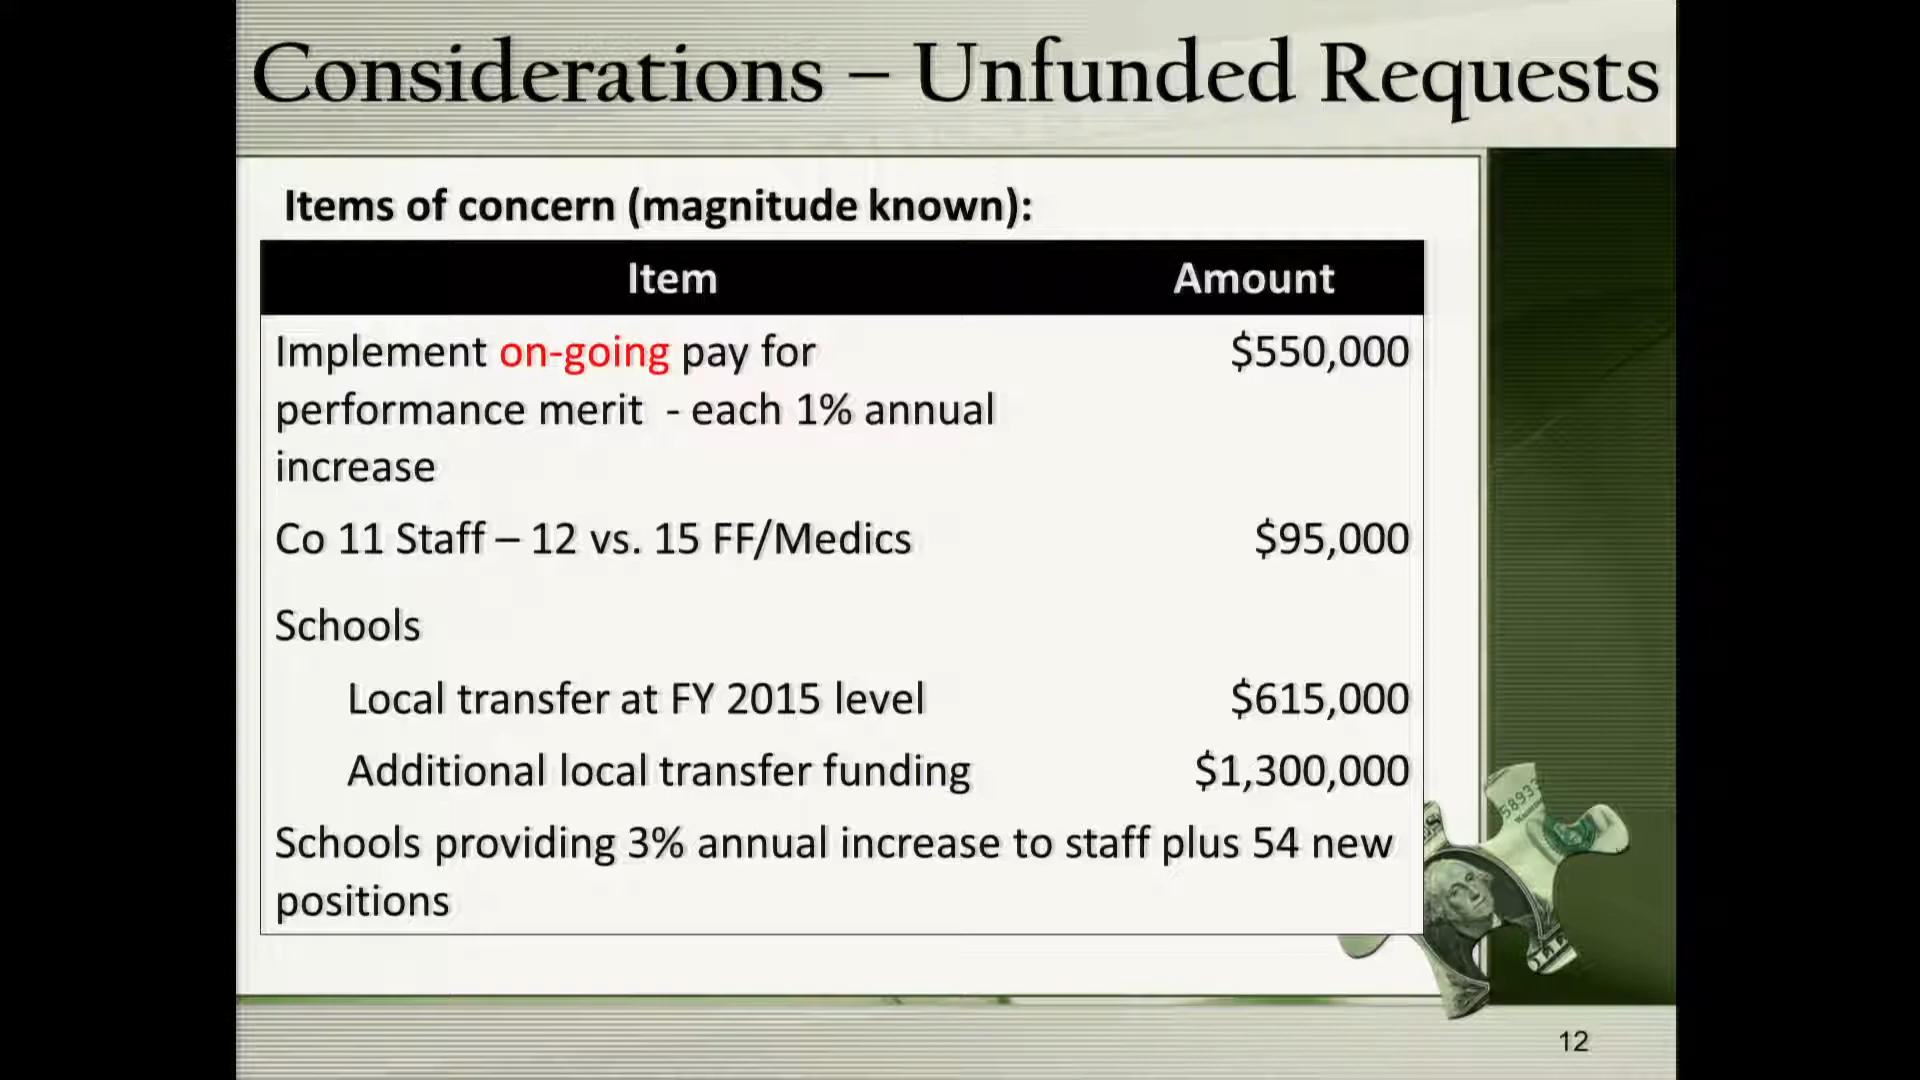 Considerations – Unfunded Requests
Items of concern (magnitude known):
Item Amount
Implement on-going pay for $550,000
performance merit - each 1% annual
increase
Co 11 Staff – 12 vs. 15 FF/Medics $95,000
Schools
Local transfer at FY 2015 level $615,000
Additional local transfer funding $1,300,000
Schools providing 3% annual increase to staff plus 54 new
positions
12